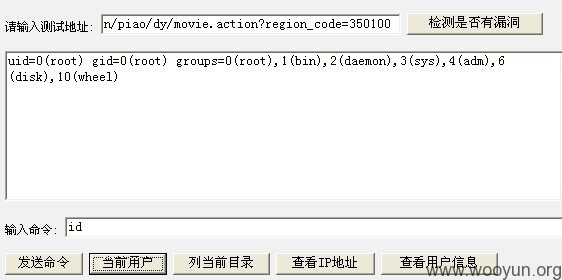 请输入测试地址: n/piao/dy/movie.action?region_code=350100 检测是否有漏洞
uid=0(root) gid=0(root) groups=0(root),1(bin),2(daemon),3(sys),4(adm),6
(disk),10(wheel)
输入命令: id
发送命令 当前用户 列当前目录 查看IP地址 查看用户信息
www.wooyun.org